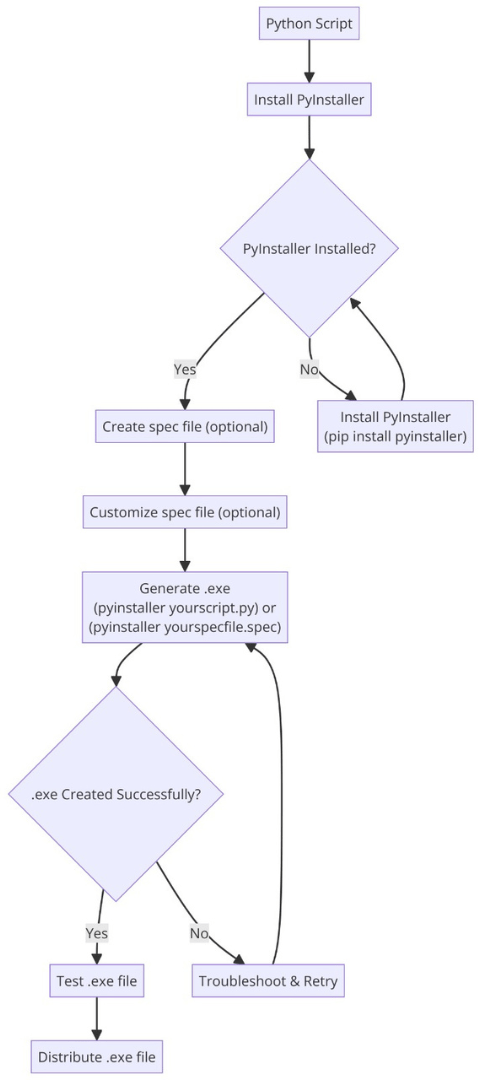 Python Script
Install PyInstaller
PyInstaller Installed?
Yes
No
Create spec file (optional)
Install PyInstaller
(pip install pyinstaller)
Customize spec file (optional)
Generate .exe
(pyinstaller yourscript.py) or
(pyinstaller yourspecfile.spec)
.exe Created Successfully?
Yes
No
Test .exe file
Troubleshoot & Retry
Distribute .exe file